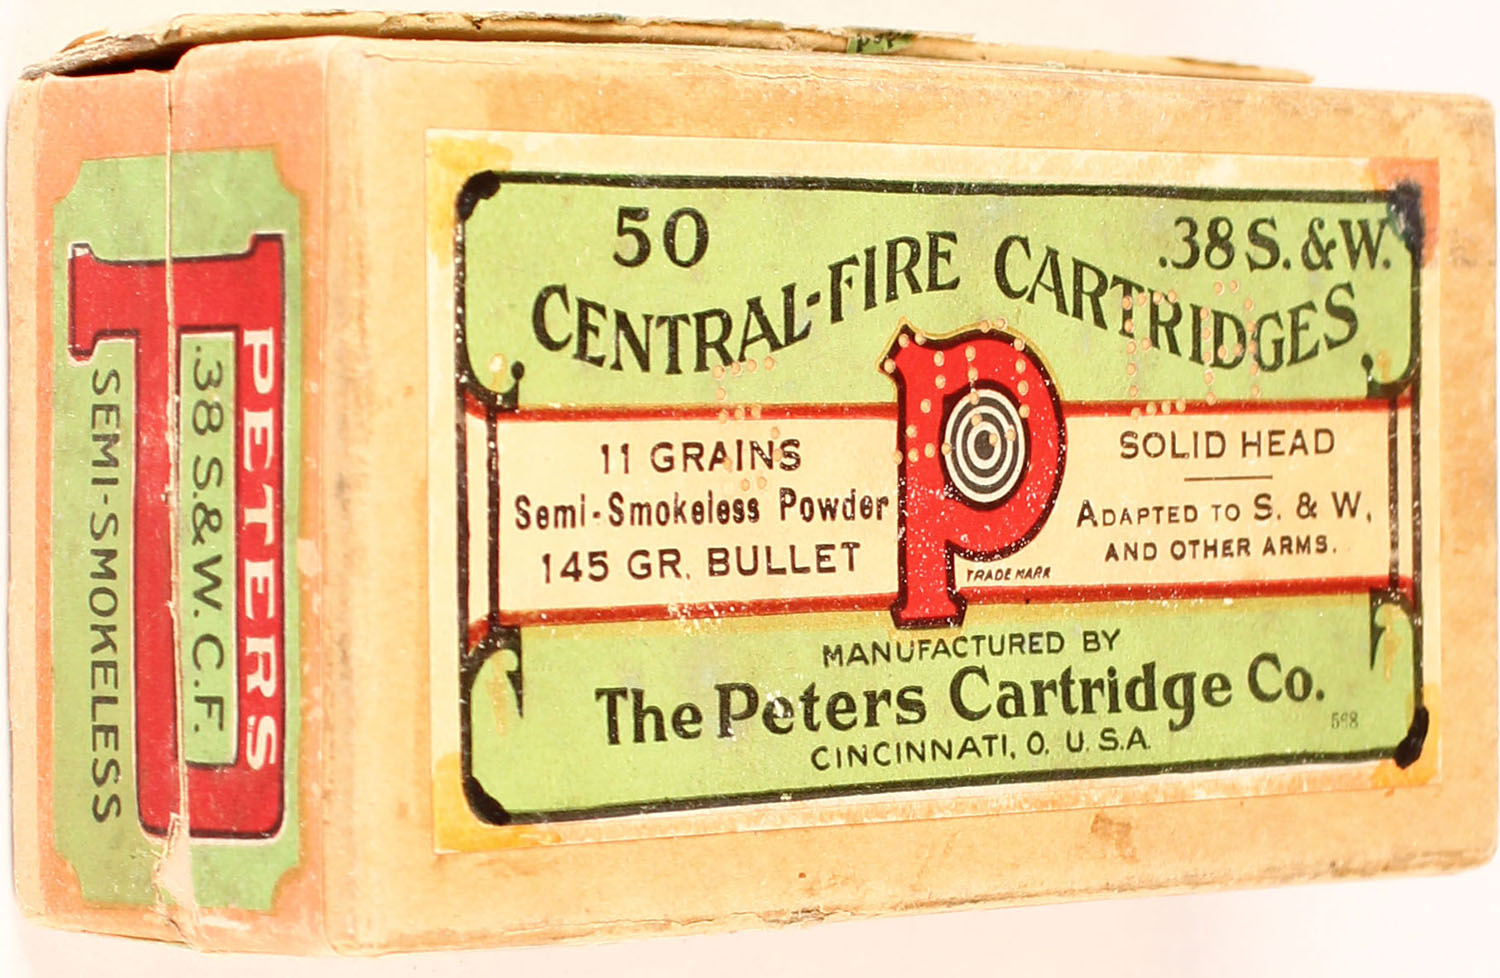 50
.38 S. & W.
CENTRAL-FIRE CARTRIDGES
11 GRAINS
Semi-Smokeless Powder
145 GR. BULLET
P
TRADE MARK
SOLID HEAD
ADAPTED TO S. & W.,
AND OTHER ARMS.
MANUFACTURED BY
The Peters Cartridge Co.
CINCINNATI, O. U.S.A.
PETERS
.38 S.&W. C.F.
SEMI-SMOKELESS